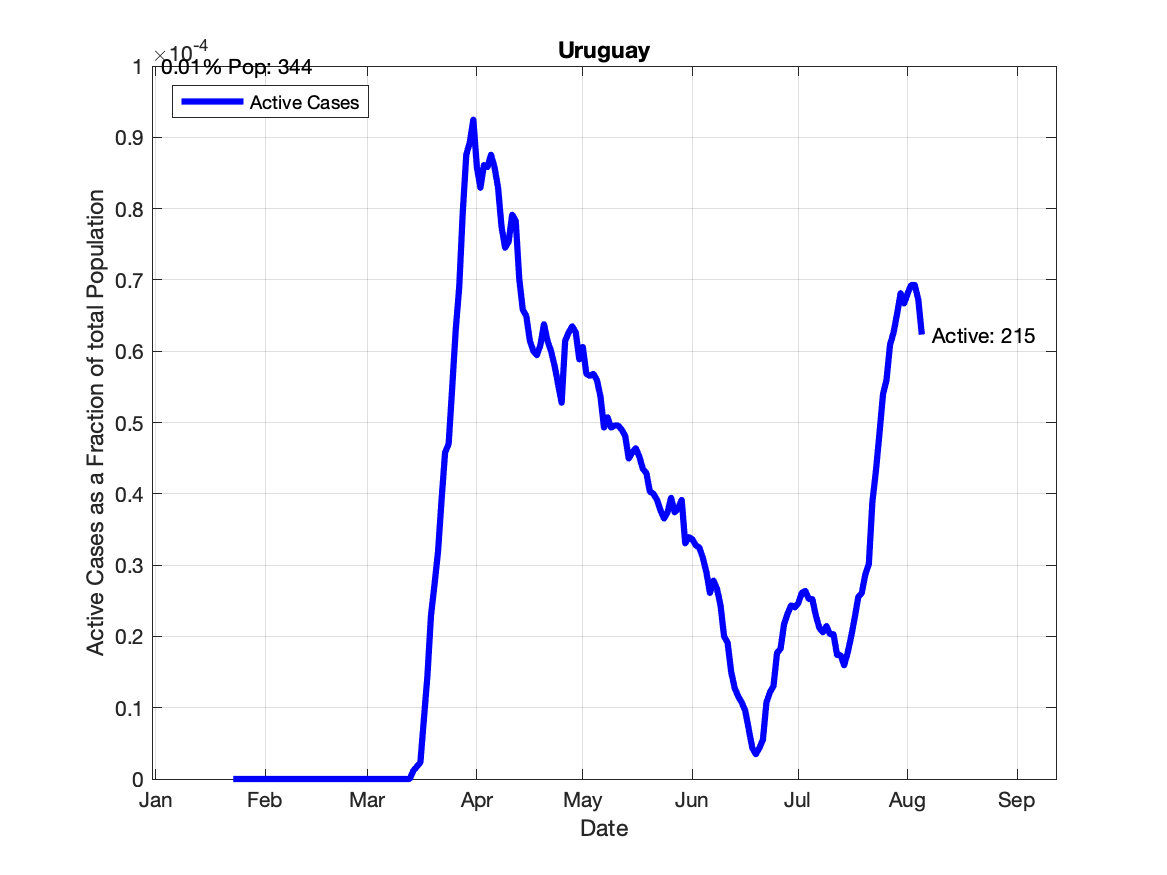 Uruguay
×10-4
0.01% Pop: 344
Active Cases
1
0.9
0.8
0.7
0.6
0.5
0.4
0.3
0.2
0.1
0
Active Cases as a Fraction of total Population
Active: 215
Jan Feb Mar Apr May Jun Jul Aug Sep
Date